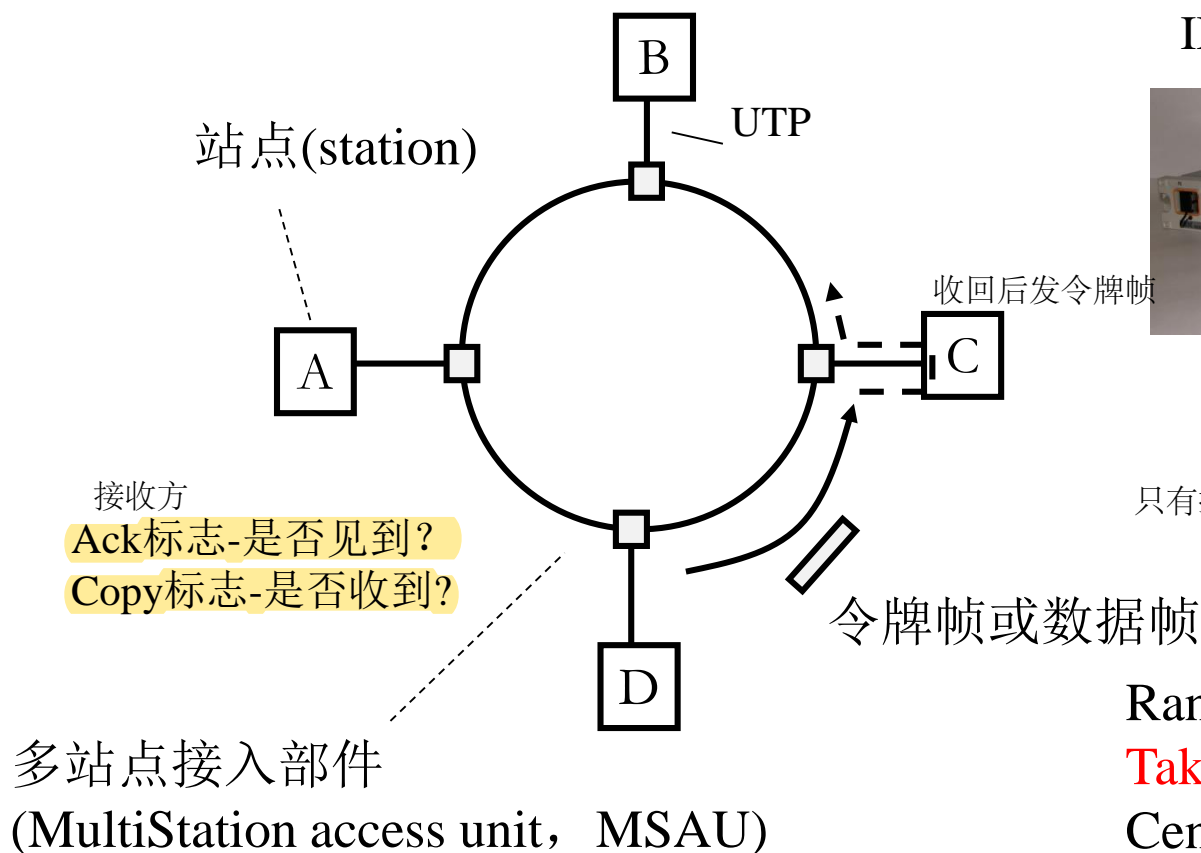 B
UTP
站点(station)
收回后发令牌帧
A
C
接收方
Ack标志-是否见到?
Copy标志-是否收到?
只有
令牌帧或数据帧
D
多站点接入部件
(MultiStation access unit，MSAU)